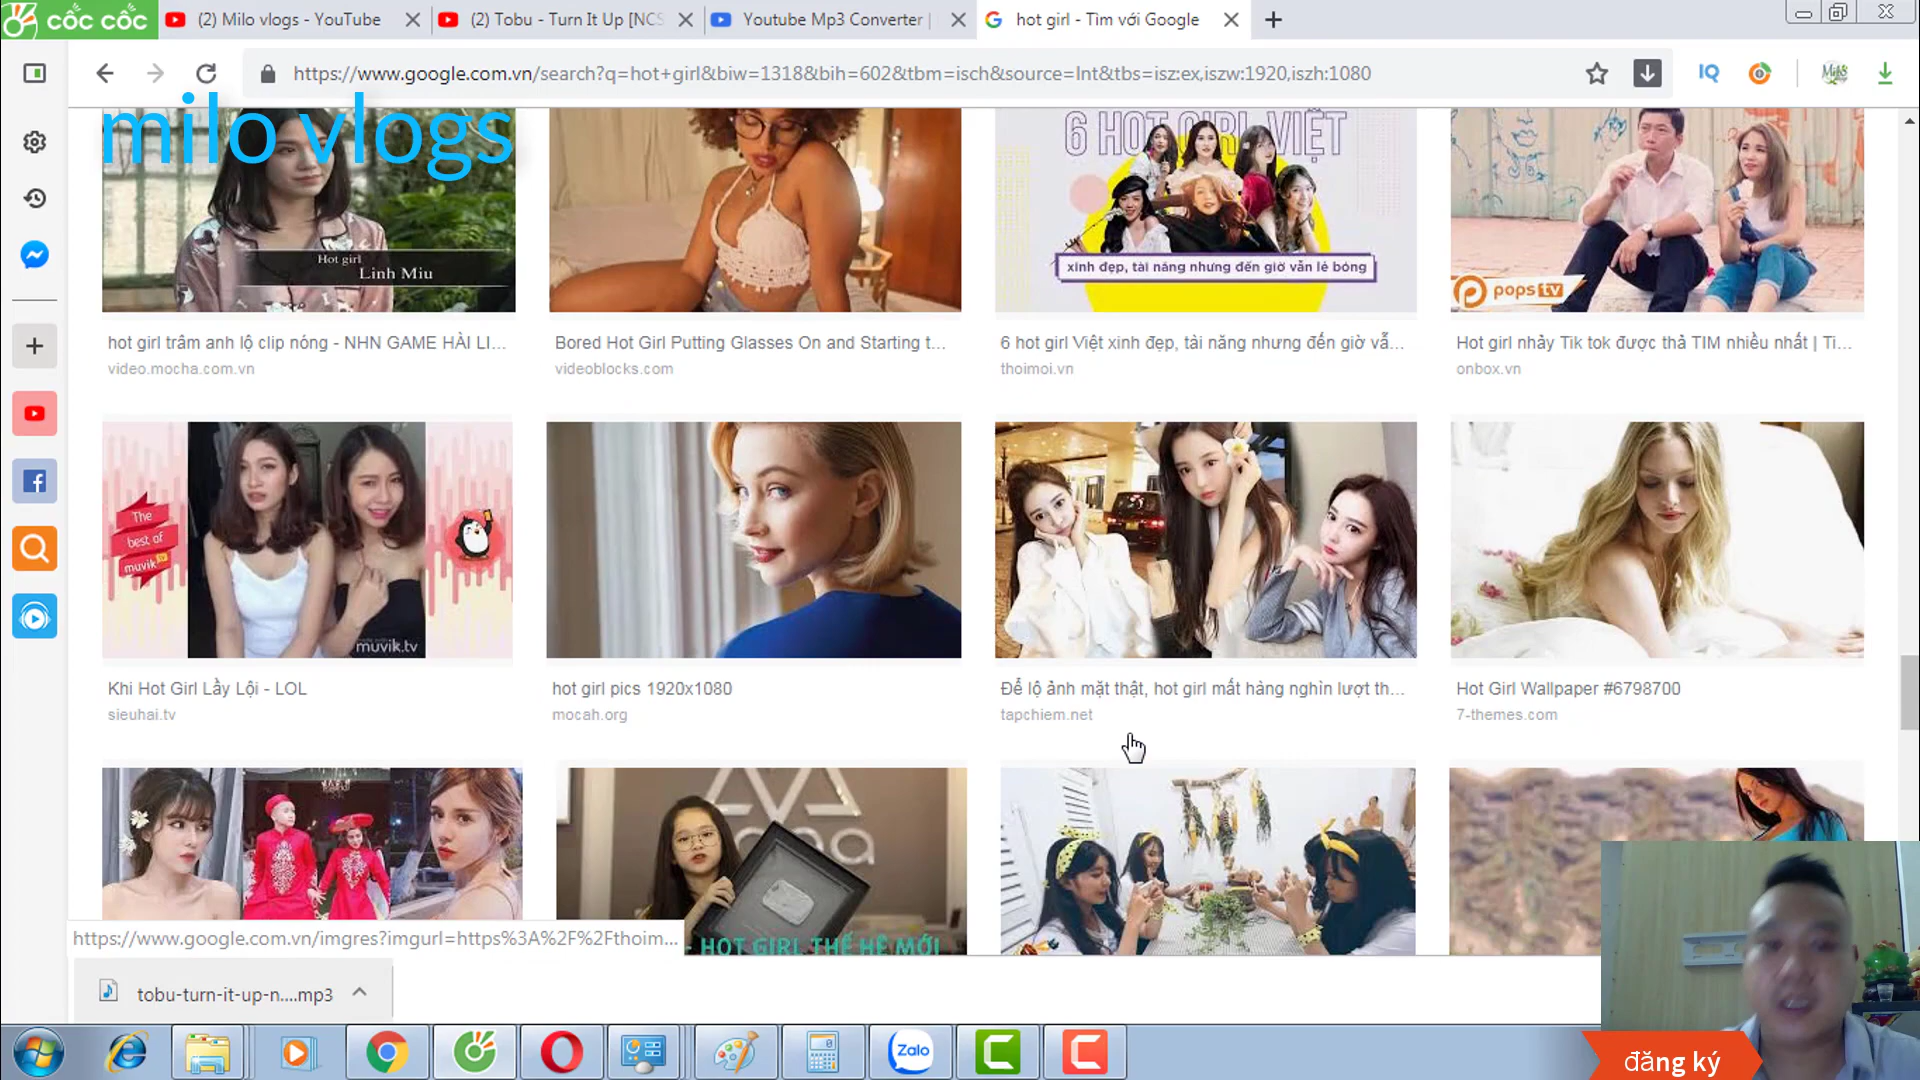 cốc cốc
(2) Milo vlogs - YouTube
(2) Tobu - Turn It Up [NCS
Youtube Mp3 Converter |
hot girl - Tìm với Google
https://www.google.com.vn/search?q=hot+girl&biw=1318&bih=602&tbm=isch&source=lnt&tbs=isz:ex,iszw:1920,iszh:1080
IQ
milo vlogs
Hot girl
Linh Miu
6 HOT GIRL VIỆT
xinh đẹp, tài năng nhưng đến giờ vẫn lẻ bóng
pops tv
hot girl trâm anh lộ clip nóng - NHN GAME HÀI LI...
video.mocha.com.vn
Bored Hot Girl Putting Glasses On and Starting t...
videoblocks.com
6 hot girl Việt xinh đẹp, tài năng nhưng đến giờ vẫ...
thoimoi.vn
Hot girl nhảy Tik tok được thả TIM nhiều nhất | Ti...
onbox.vn
The
best of
muvik tv
muvik.tv
Khi Hot Girl Lầy Lội - LOL
sieuhai.tv
hot girl pics 1920x1080
mocah.org
Để lộ ảnh mặt thật, hot girl mất hàng nghìn lượt th...
tapchiem.net
Hot Girl Wallpaper #6798700
7-themes.com
- HOT GIRL THẾ HỆ MỚI
https://www.google.com.vn/imgres?imgurl=https%3A%2F%2Fthoim...
tobu-turn-it-up-n....mp3
Zalo
đăng ký